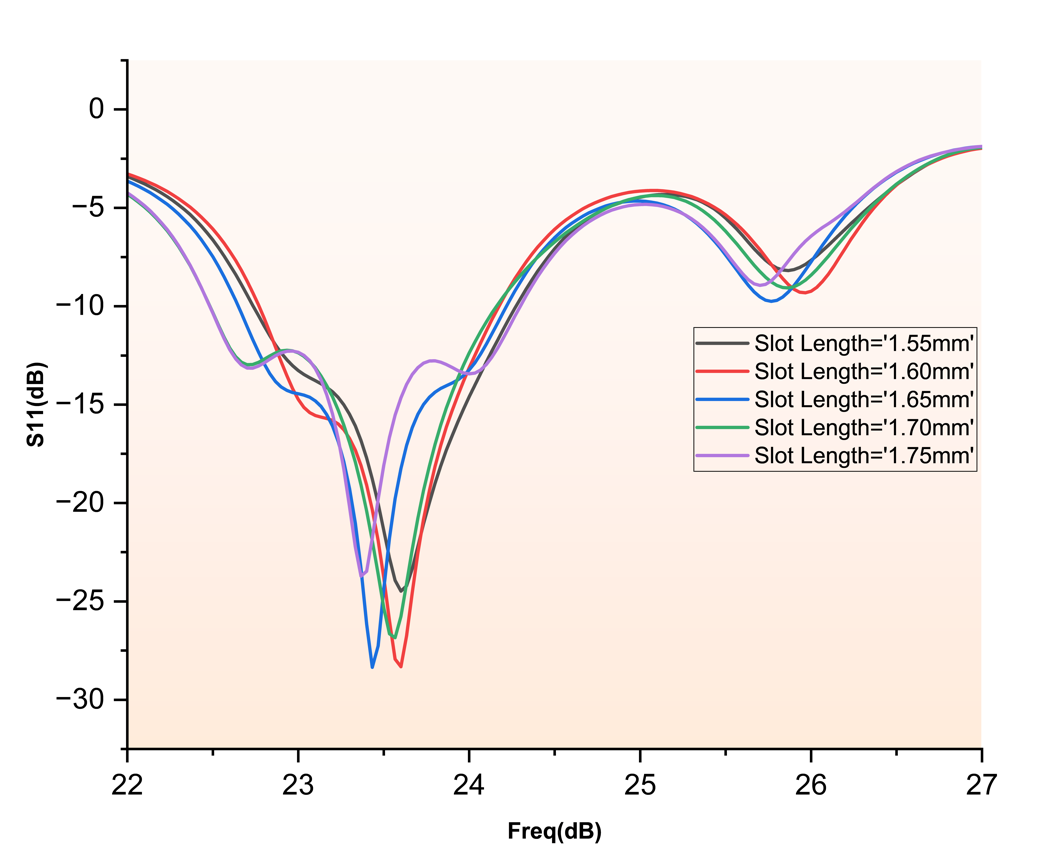 0
−5
−10
−15
−20
−25
−30
S11(dB)
22 23 24 25 26 27
Freq(dB)
Slot Length='1.55mm'
Slot Length='1.60mm'
Slot Length='1.65mm'
Slot Length='1.70mm'
Slot Length='1.75mm'